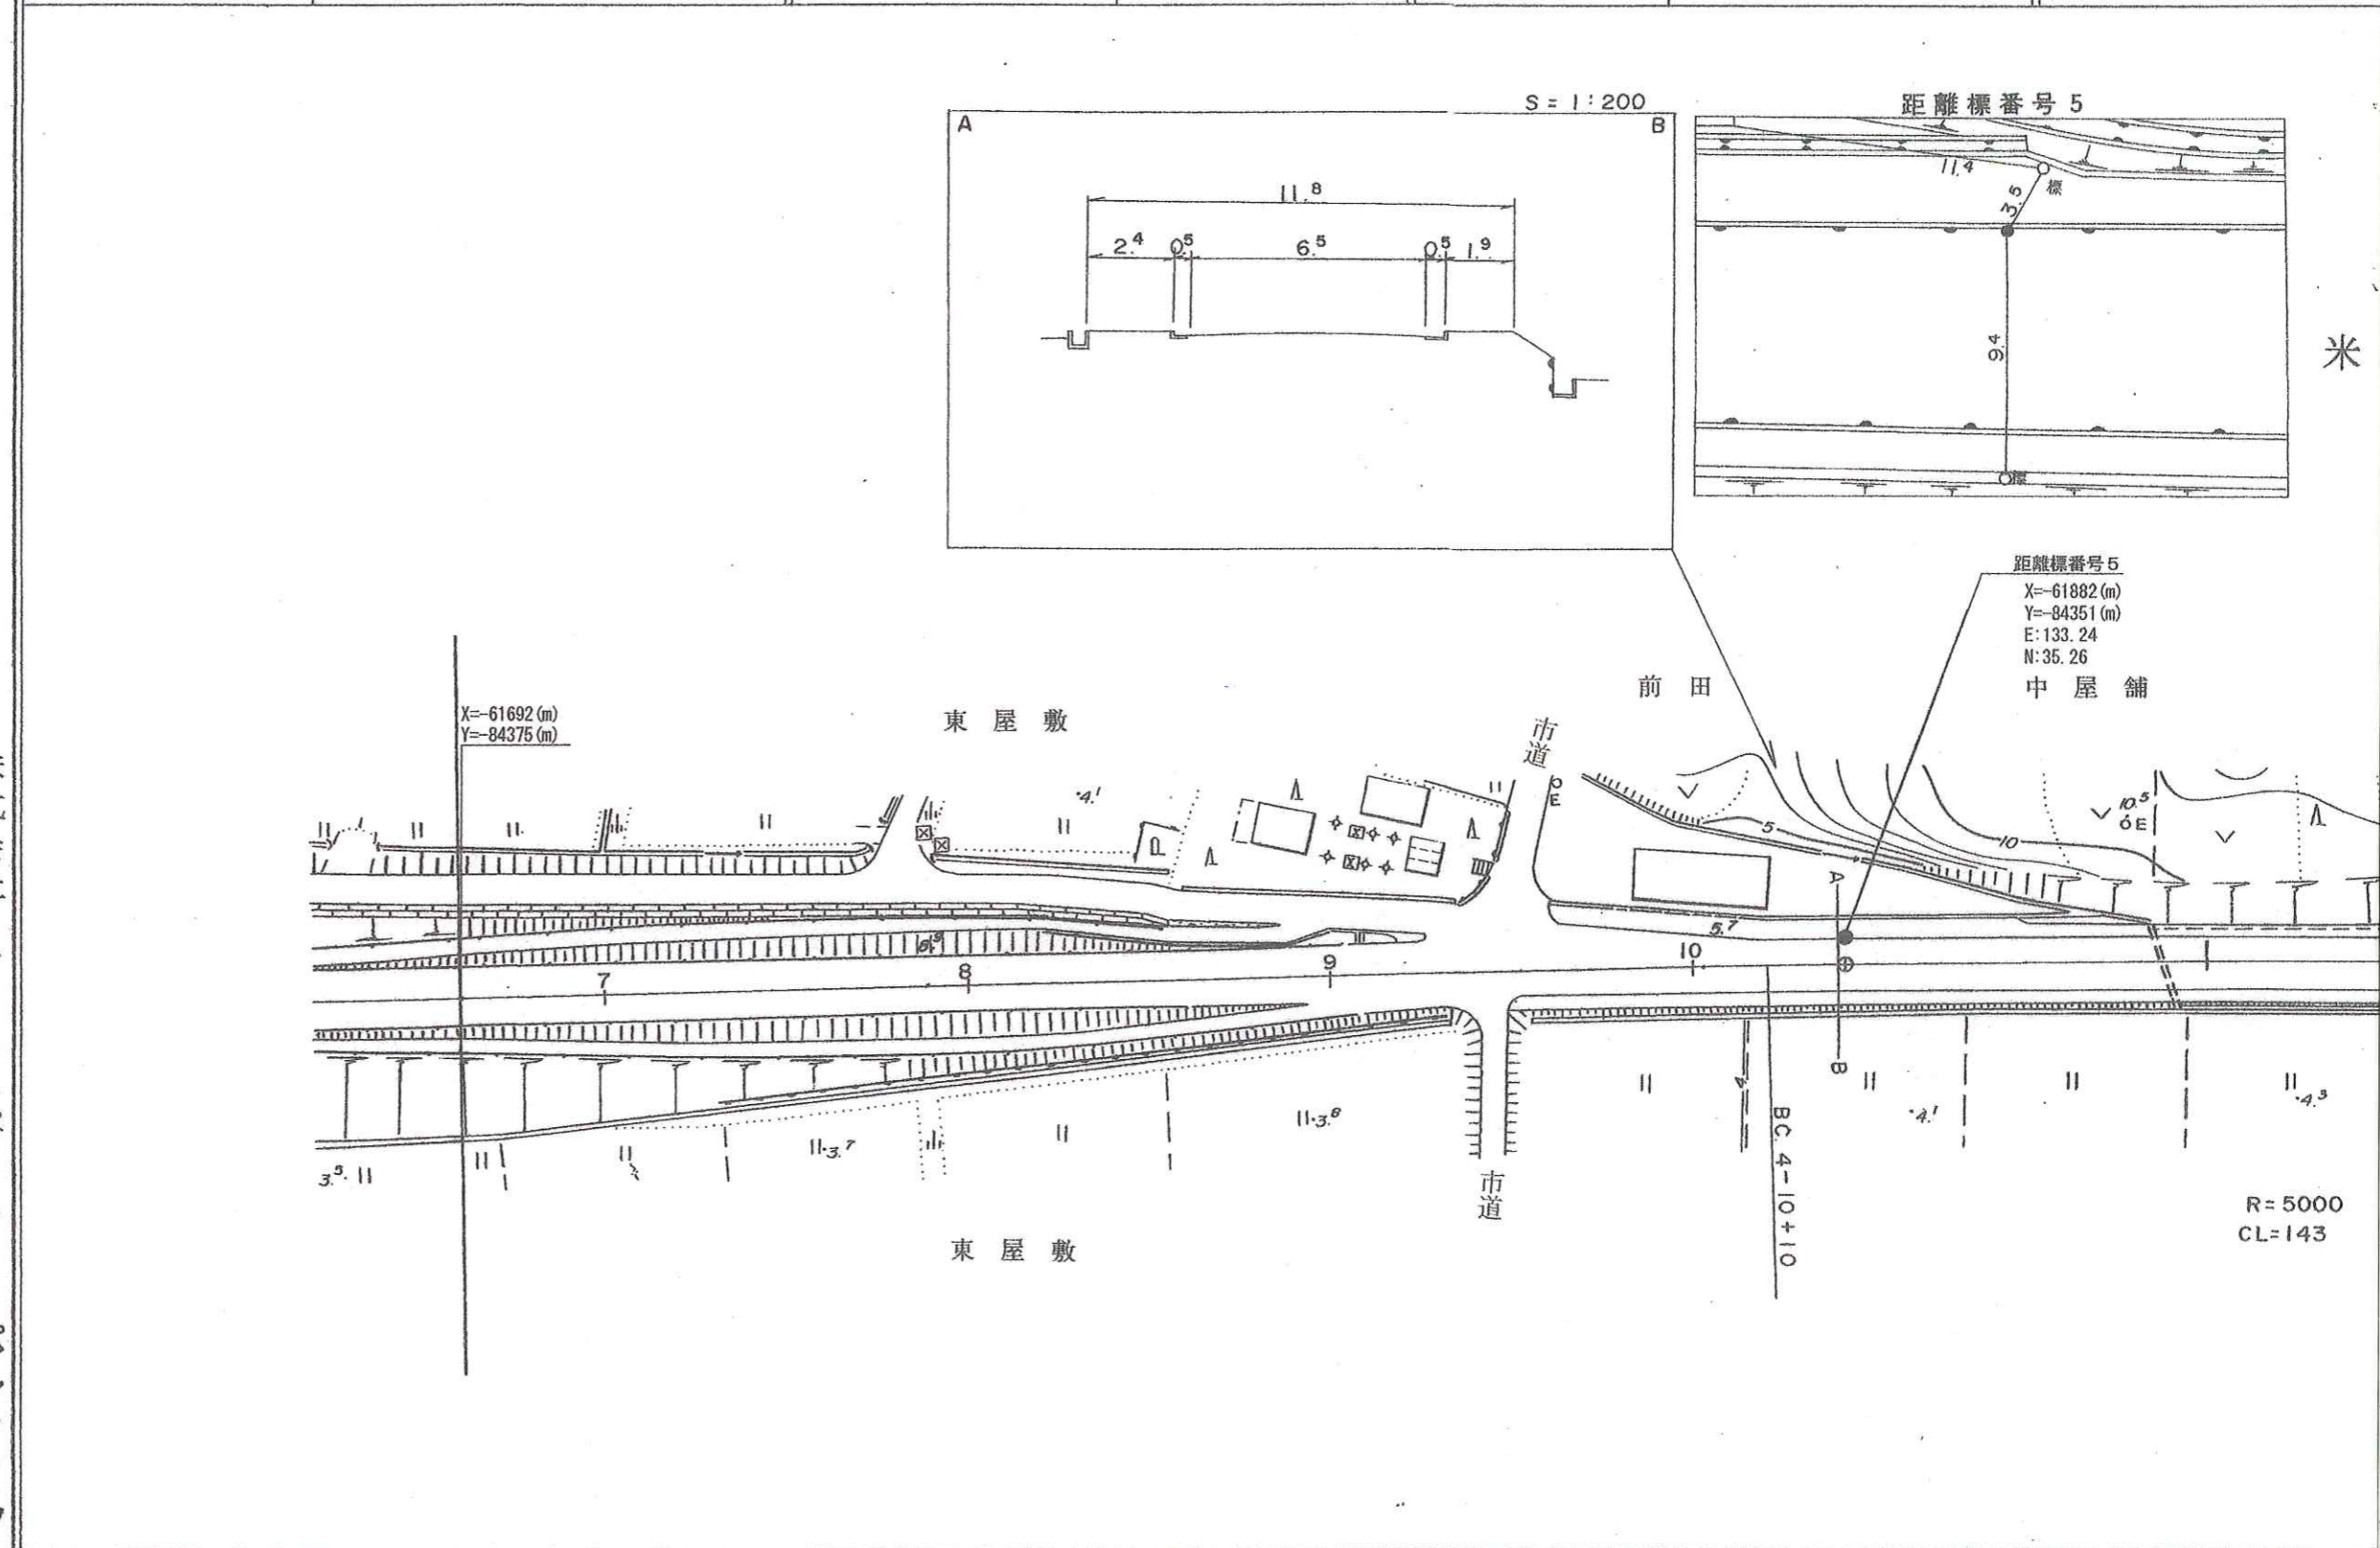 S = 1:200
A
B
11.8
2.4
0.5
6.5
0.5
1.9
距離標番号 5
11.4
標
3.5
9.4
標
米
距離標番号5
X=-61882(m)
Y=-84351(m)
E:133.24
N:35.26
前田
中屋舗
X=-61692(m)
Y=-84375(m)
東屋敷
市道
E
4.1
5
10
10.5
E
A
5.7
7
8
9
10
B
4.1
4.3
3.8
3.7
3.5
市道
BC. 4-10+10
東屋敷
R=5000
CL=143